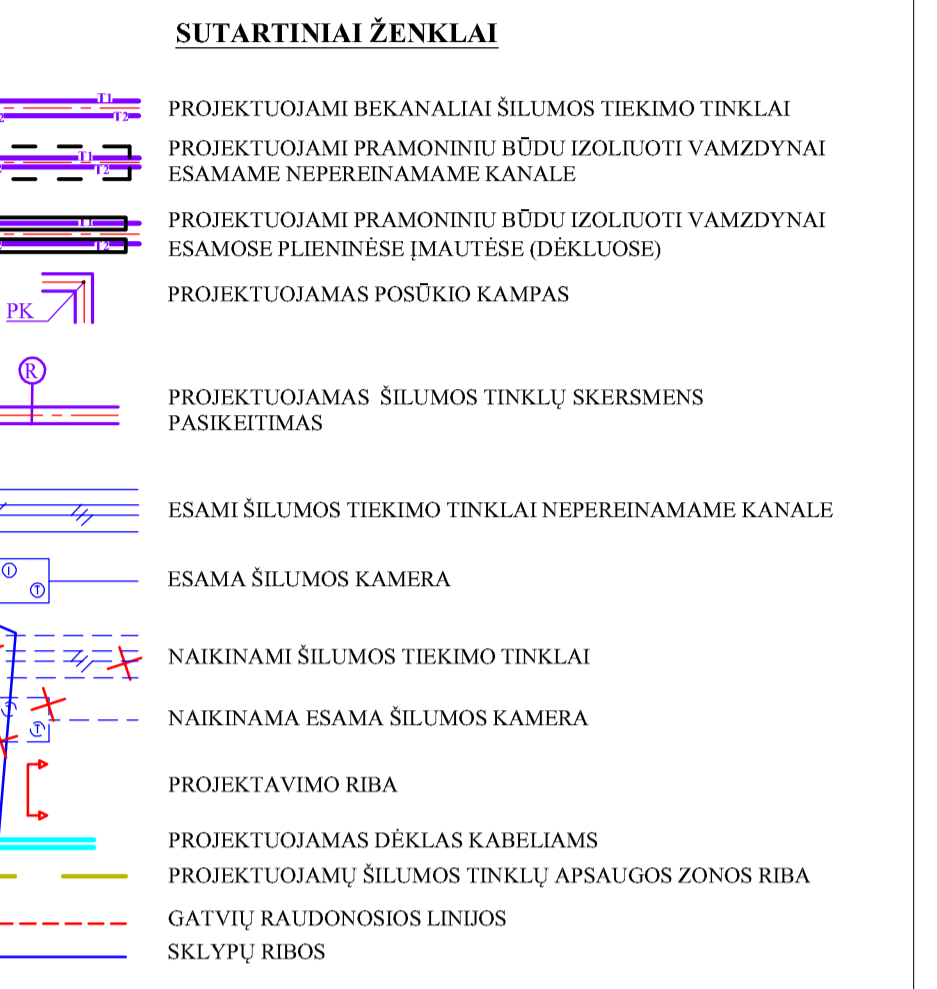 SUTARTINIAI ŽENKLAI
T1
T2
PROJEKTUOJAMI BEKANALIAI ŠILUMOS TIEKIMO TINKLAI
T1
T2
PROJEKTUOJAMI PRAMONINIU BŪDU IZOLIUOTI VAMZDYNAI
ESAMAME NEPEREINAMAME KANALE
T1
T2
PROJEKTUOJAMI PRAMONINIU BŪDU IZOLIUOTI VAMZDYNAI
ESAMOSE PLIENINĖSE ĮMAUTĖSE (DĖKLUOSE)
PK
PROJEKTUOJAMAS POSŪKIO KAMPAS
R
PROJEKTUOJAMAS ŠILUMOS TINKLŲ SKERSMENS
PASIKEITIMAS
ESAMI ŠILUMOS TIEKIMO TINKLAI NEPEREINAMAME KANALE
I
T
ESAMA ŠILUMOS KAMERA
NAIKINAMI ŠILUMOS TIEKIMO TINKLAI
T
NAIKINAMA ESAMA ŠILUMOS KAMERA
PROJEKTAVIMO RIBA
PROJEKTUOJAMAS DĖKLAS KABELIAMS
PROJEKTUOJAMŲ ŠILUMOS TINKLŲ APSAUGOS ZONOS RIBA
GATVIŲ RAUDONOSIOS LINIJOS
SKLYPŲ RIBOS